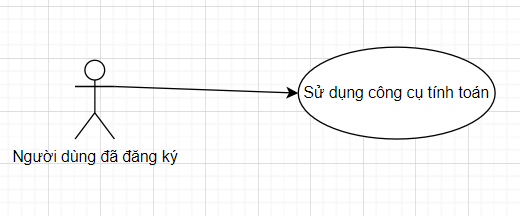 Sử dụng công cụ tính toán
Người dùng đã đăng ký